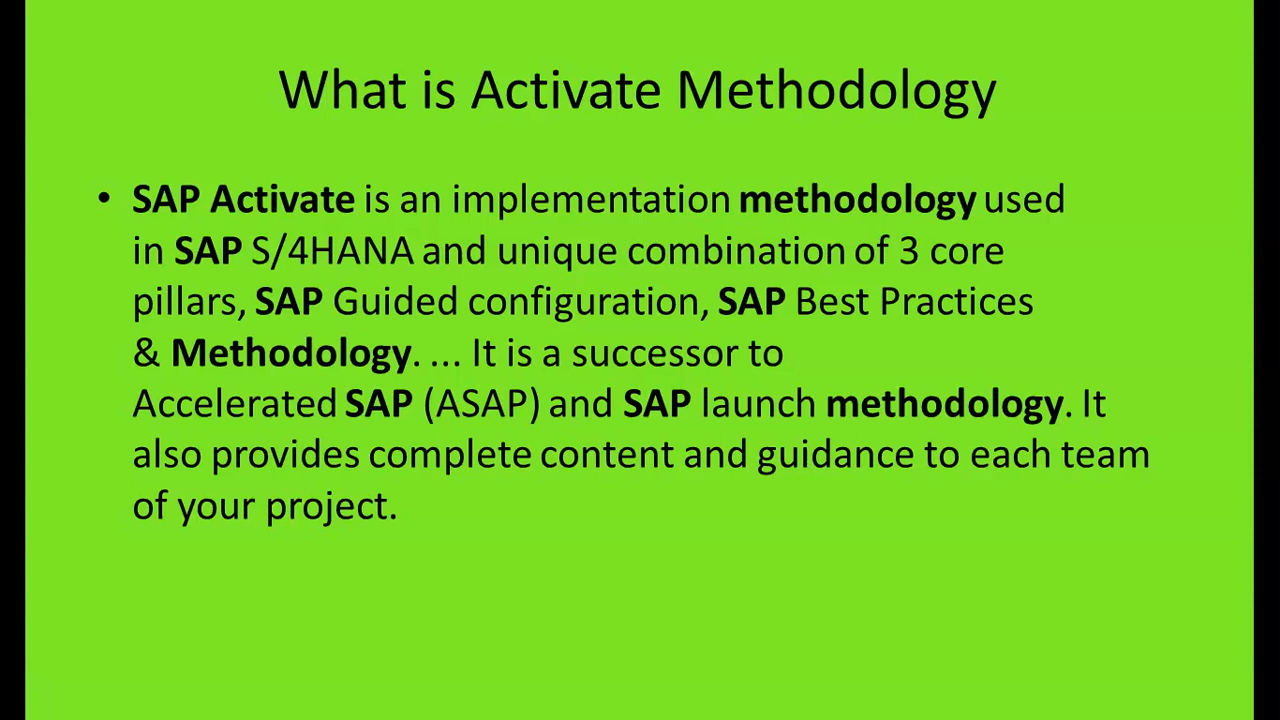 What is Activate Methodology
• SAP Activate is an implementation methodology used
in SAP S/4HANA and unique combination of 3 core
pillars, SAP Guided configuration, SAP Best Practices
& Methodology. ... It is a successor to
Accelerated SAP (ASAP) and SAP launch methodology. It
also provides complete content and guidance to each team
of your project.